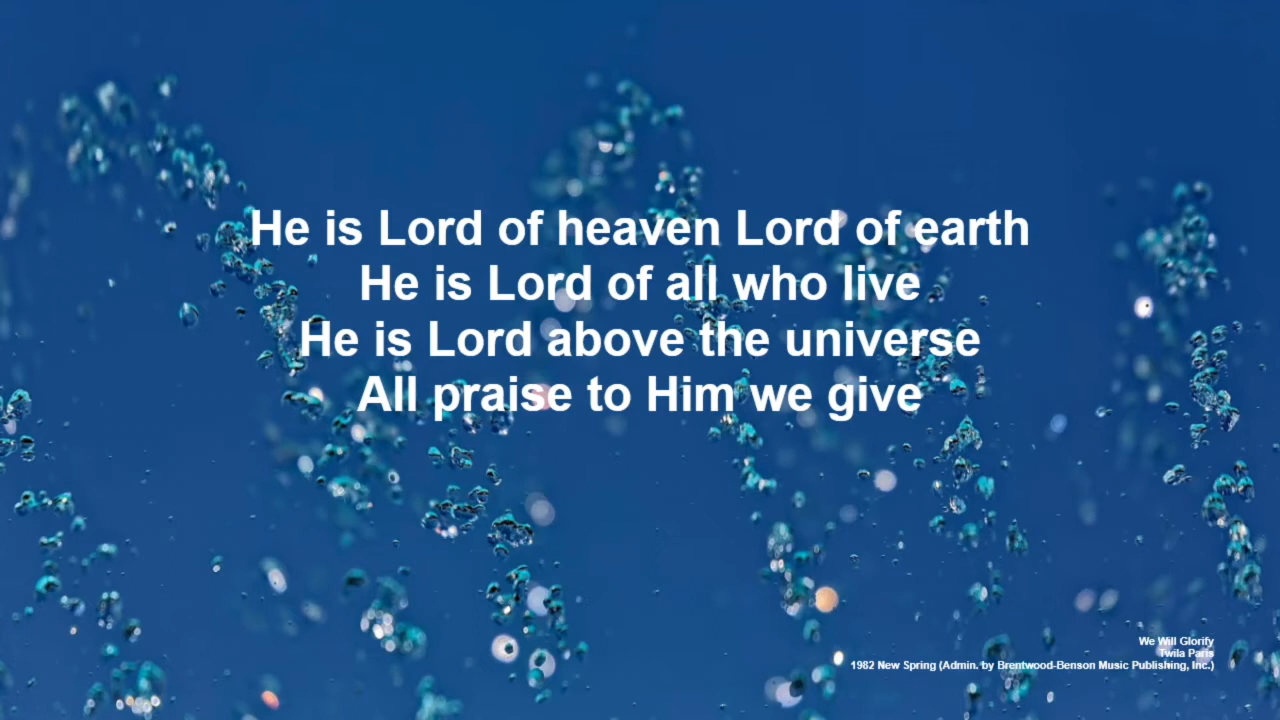 He is Lord of heaven Lord of earth
He is Lord of all who live
He is Lord above the universe
All praise to Him we give
We Will Glorify
Twila Paris
1982 New Spring (Admin. by Brentwood-Benson Music Publishing, Inc.)